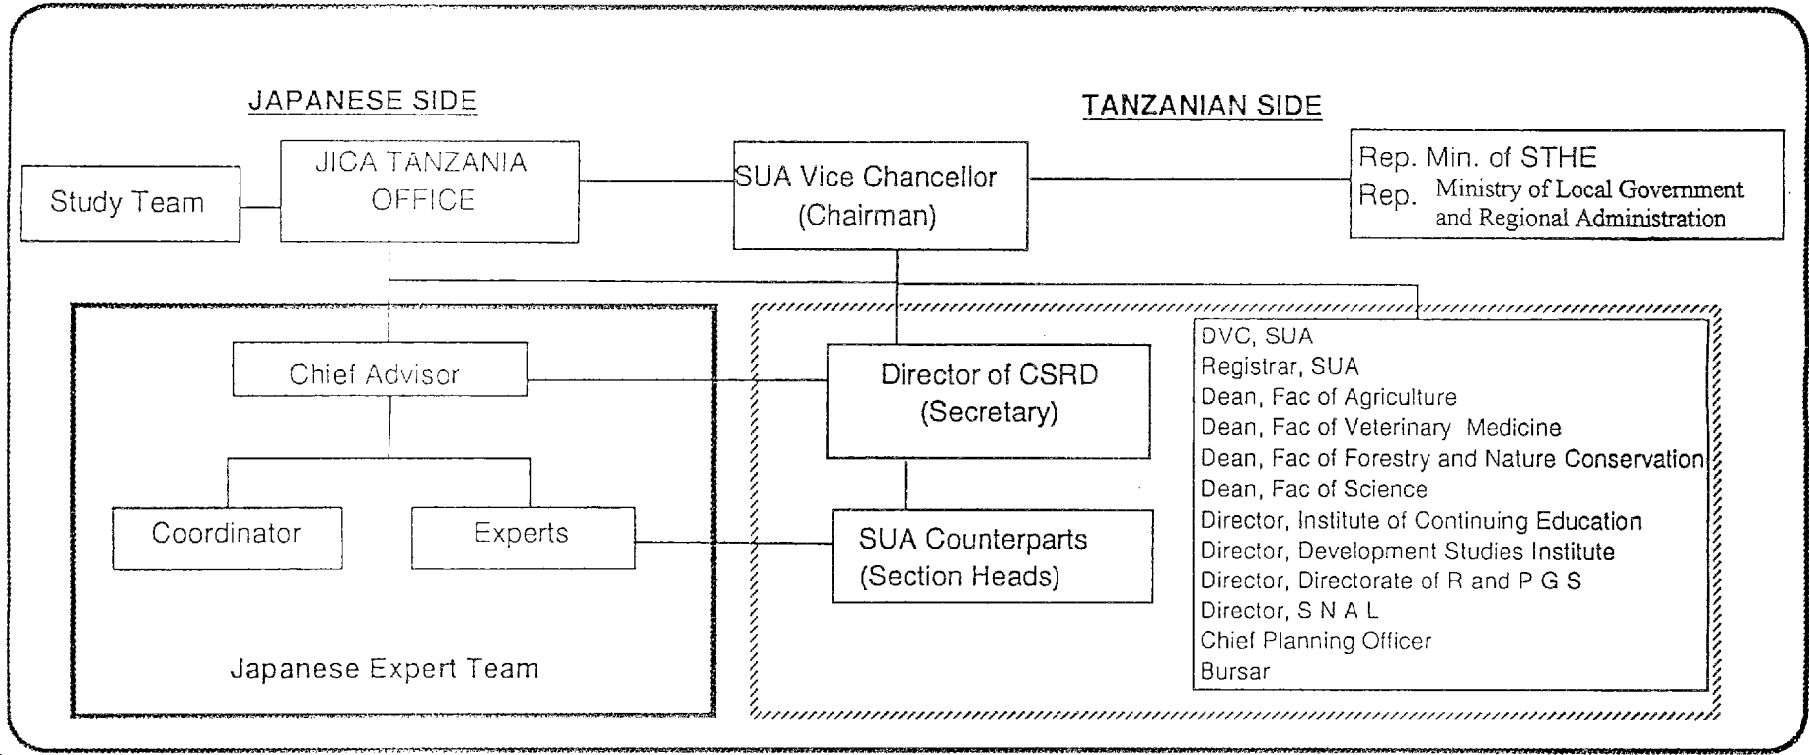 JAPANESE SIDE
TANZANIAN SIDE
Study Team
JICA TANZANIA
OFFICE
SUA Vice Chancellor
(Chairman)
Rep. Min. of STHE
Rep. Ministry of Local Government
and Regional Administration
Chief Advisor
Coordinator
Experts
Japanese Expert Team
Director of CSRD
(Secretary)
SUA Counterparts
(Section Heads)
DVC, SUA
Registrar, SUA
Dean, Fac of Agriculture
Dean, Fac of Veterinary Medicine
Dean, Fac of Forestry and Nature Conservation
Dean, Fac of Science
Director, Institute of Continuing Education
Director, Development Studies Institute
Director, Directorate of R and P G S
Director, S N A L
Chief Planning Officer
Bursar